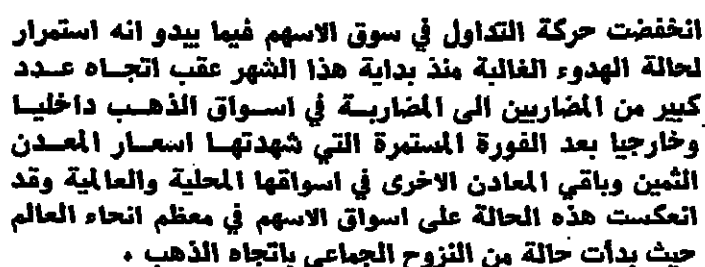 انخفضت حركة التداول في سوق الاسهم فيما يبدو انه استمرار
لحالة الهدوء الغالبة منذ بداية هذا الشهر عقب اتجاه عدد
كبير من المضاربين الى المضاربة في اسواق الذهب داخليا
وخارجيا بعد الفورة المستمرة التي شهدتها اسعار المعدن
الثمين وباقي المعادن الاخرى في اسواقها المحلية والعالمية وقد
انعكست هذه الحالة على اسواق الاسهم في معظم انحاء العالم
حيث بدأت حالة من النزوح الجماعي باتجاه الذهب .